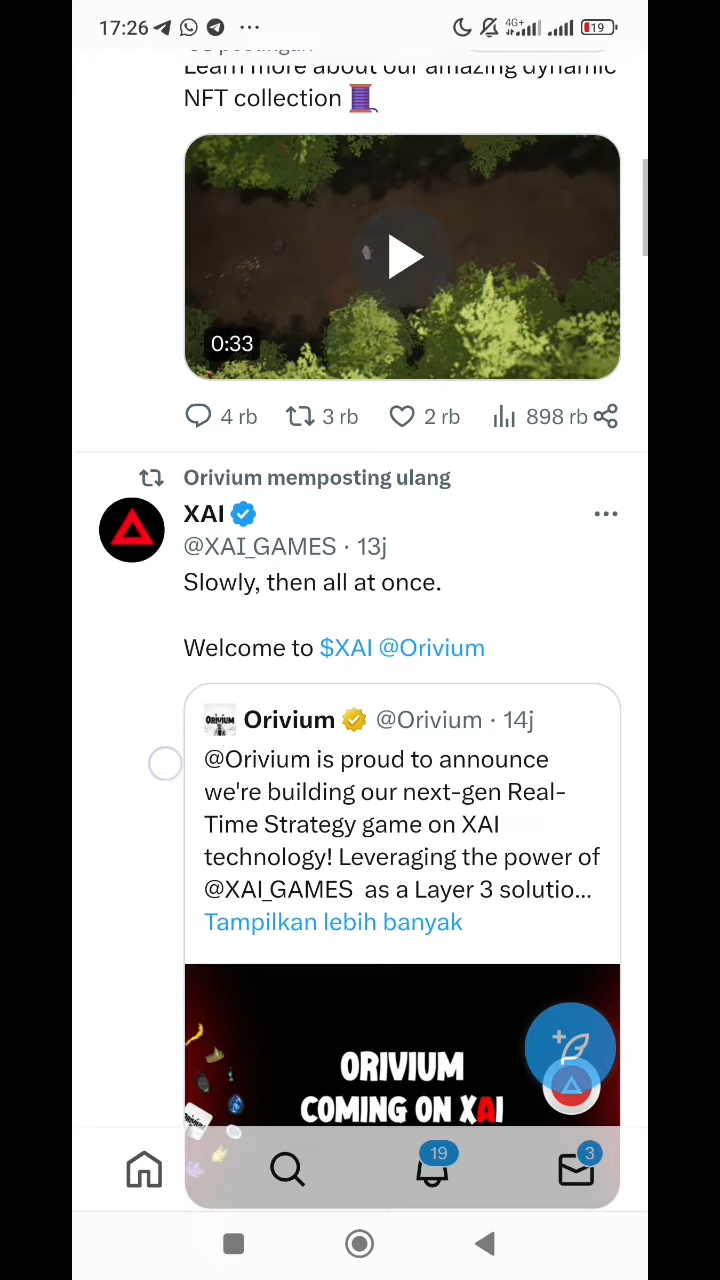 17:26
4G+
19
Learn more about our amazing dynamic
NFT collection
0:33
4 rb
3 rb
2 rb
898 rb
Orivium memposting ulang
XAI
@XAI_GAMES · 13j
Slowly, then all at once.
Welcome to $XAI @Orivium
ORIVIUM
Orivium @Orivium · 14j
@Orivium is proud to announce
we're building our next-gen Real-
Time Strategy game on XAI
technology! Leveraging the power of
@XAI_GAMES as a Layer 3 solutio...
Tampilkan lebih banyak
ORIVIUM
COMING ON XAI
19
3